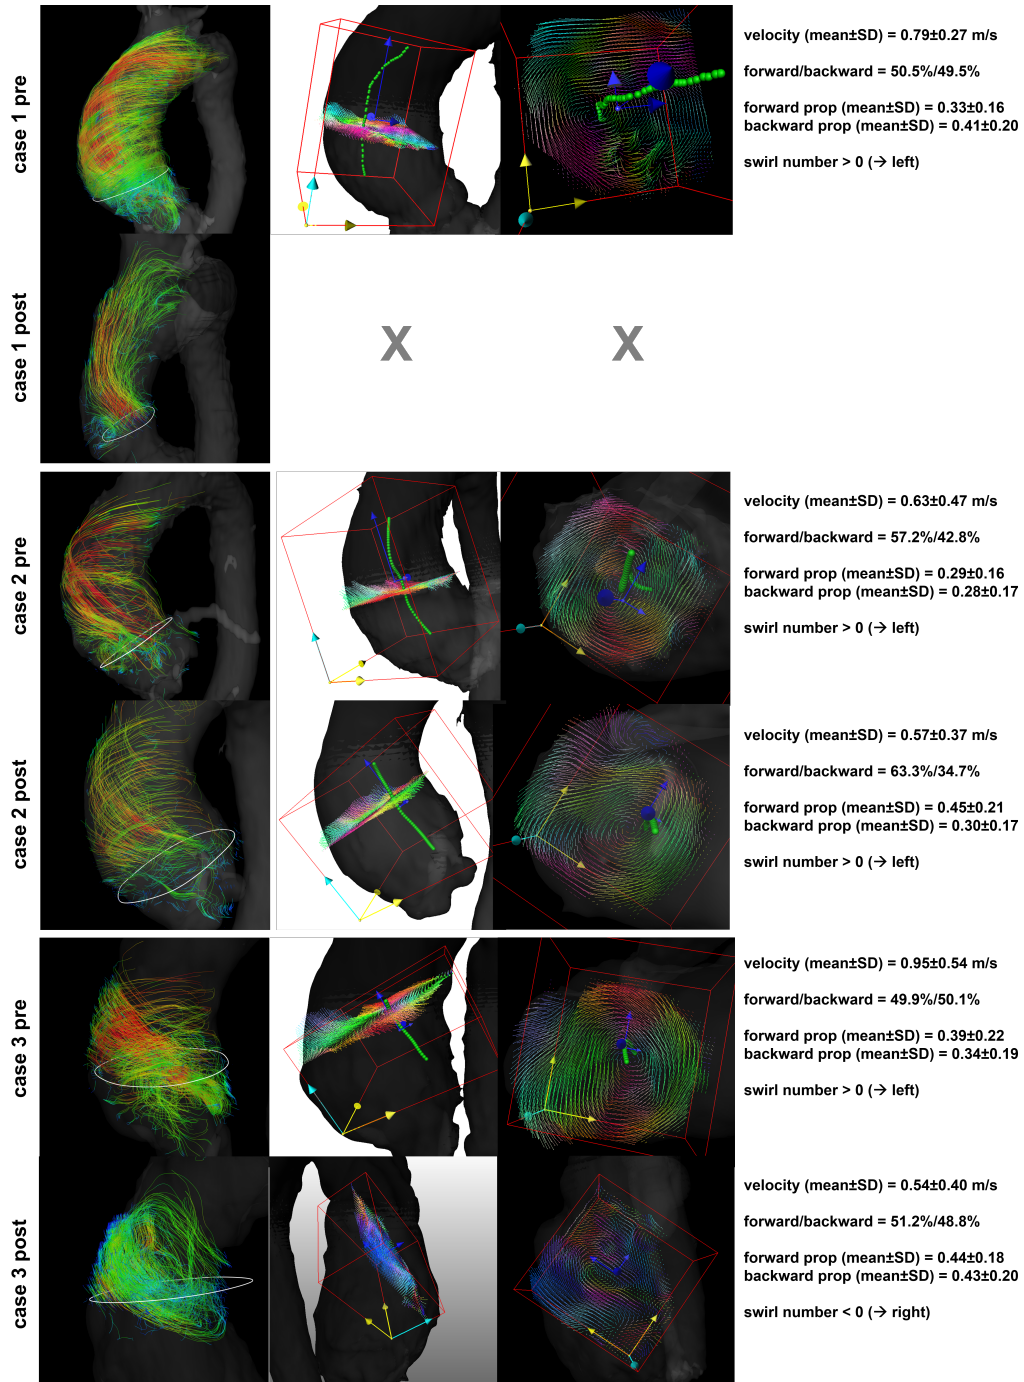 case 1 pre
velocity (mean±SD) = 0.79±0.27 m/s
forward/backward = 50.5%/49.5%
forward prop (mean±SD) = 0.33±0.16
backward prop (mean±SD) = 0.41±0.20
swirl number > 0 (→ left)
case 1 post
X X
case 2 pre
velocity (mean±SD) = 0.63±0.47 m/s
forward/backward = 57.2%/42.8%
forward prop (mean±SD) = 0.29±0.16
backward prop (mean±SD) = 0.28±0.17
swirl number > 0 (→ left)
case 2 post
velocity (mean±SD) = 0.57±0.37 m/s
forward/backward = 63.3%/34.7%
forward prop (mean±SD) = 0.45±0.21
backward prop (mean±SD) = 0.30±0.17
swirl number > 0 (→ left)
case 3 pre
velocity (mean±SD) = 0.95±0.54 m/s
forward/backward = 49.9%/50.1%
forward prop (mean±SD) = 0.39±0.22
backward prop (mean±SD) = 0.34±0.19
swirl number > 0 (→ left)
case 3 post
velocity (mean±SD) = 0.54±0.40 m/s
forward/backward = 51.2%/48.8%
forward prop (mean±SD) = 0.44±0.18
backward prop (mean±SD) = 0.43±0.20
swirl number < 0 (→ right)